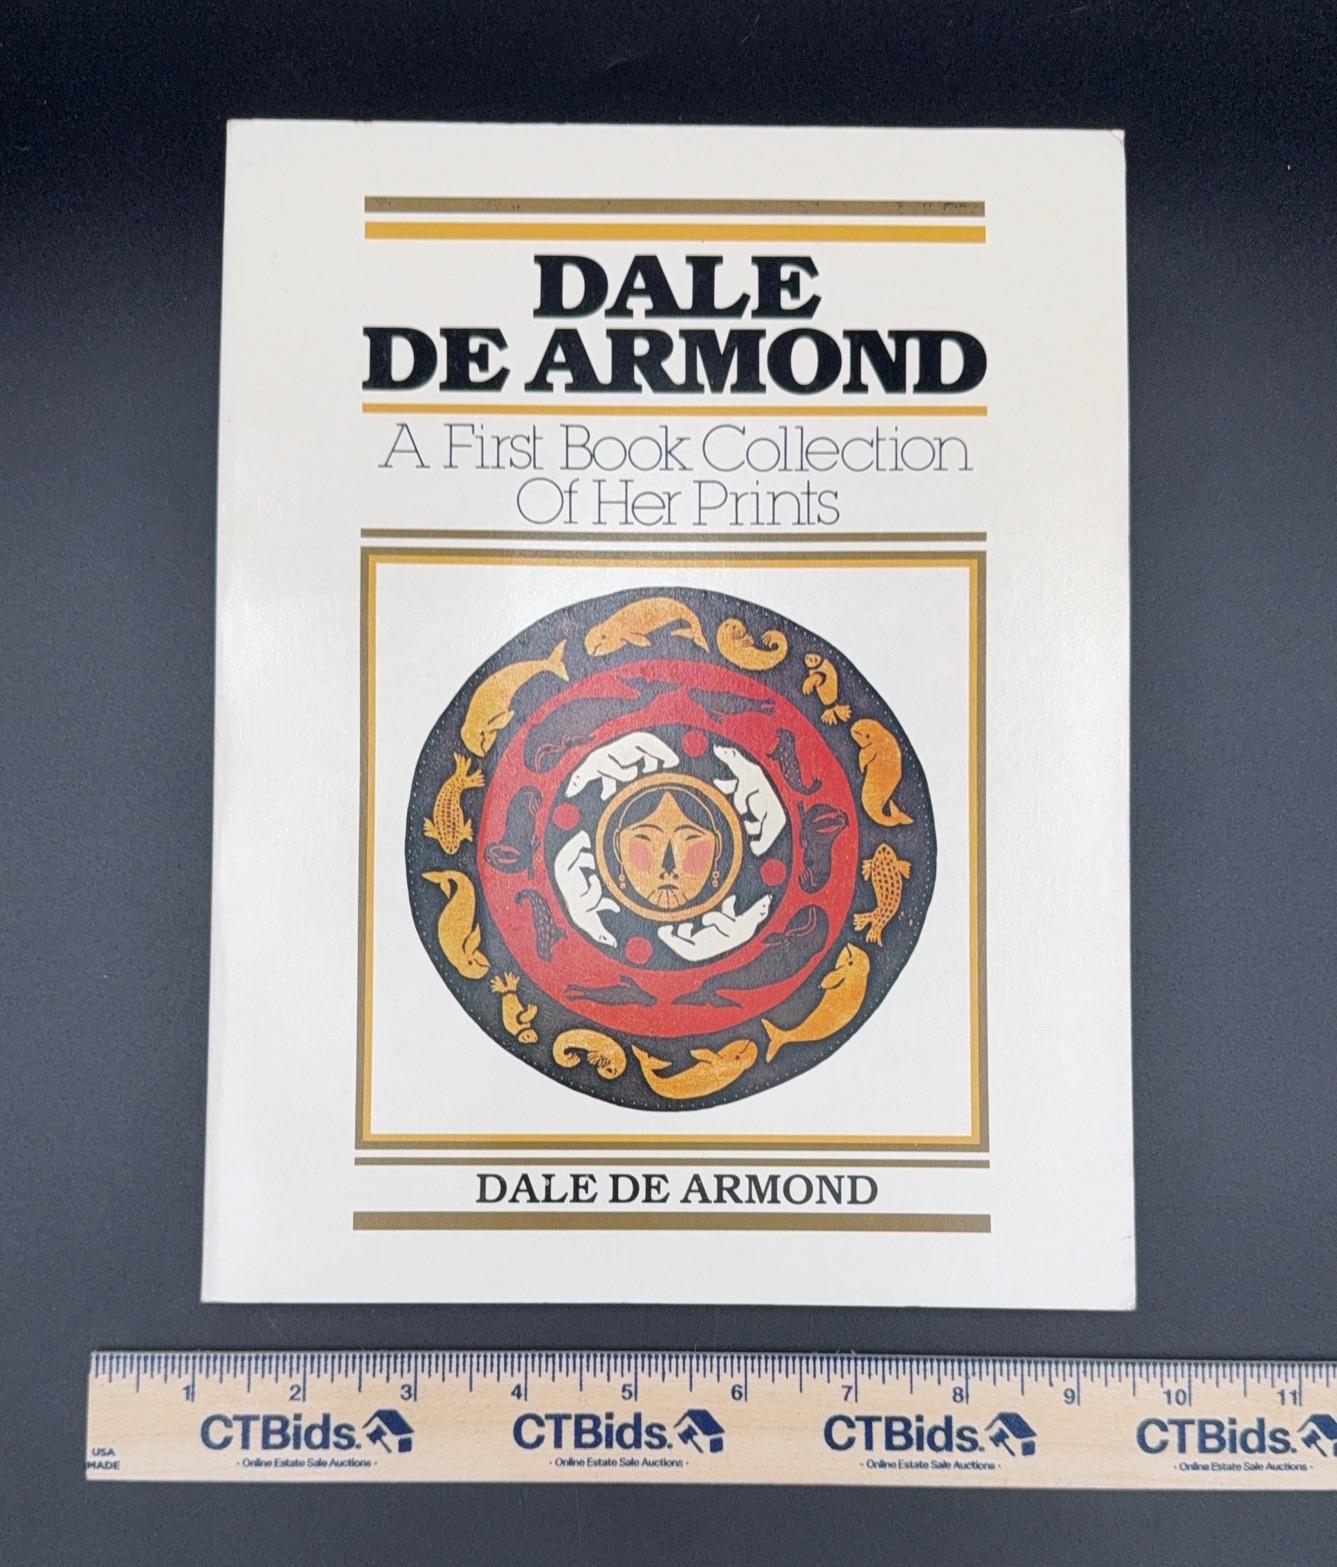 DALE
DE ARMOND
A First Book Collection
Of Her Prints
DALE DE ARMOND
1 2 3 4 5 6 7 8 9 10 11
CTBids. CTBids. CTBids. CTBids.
- Online Estate Sale Auctions - - Online Estate Sale Auctions - - Online Estate Sale Auctions - - Online Estate Sale Auctions -
USA
MADE